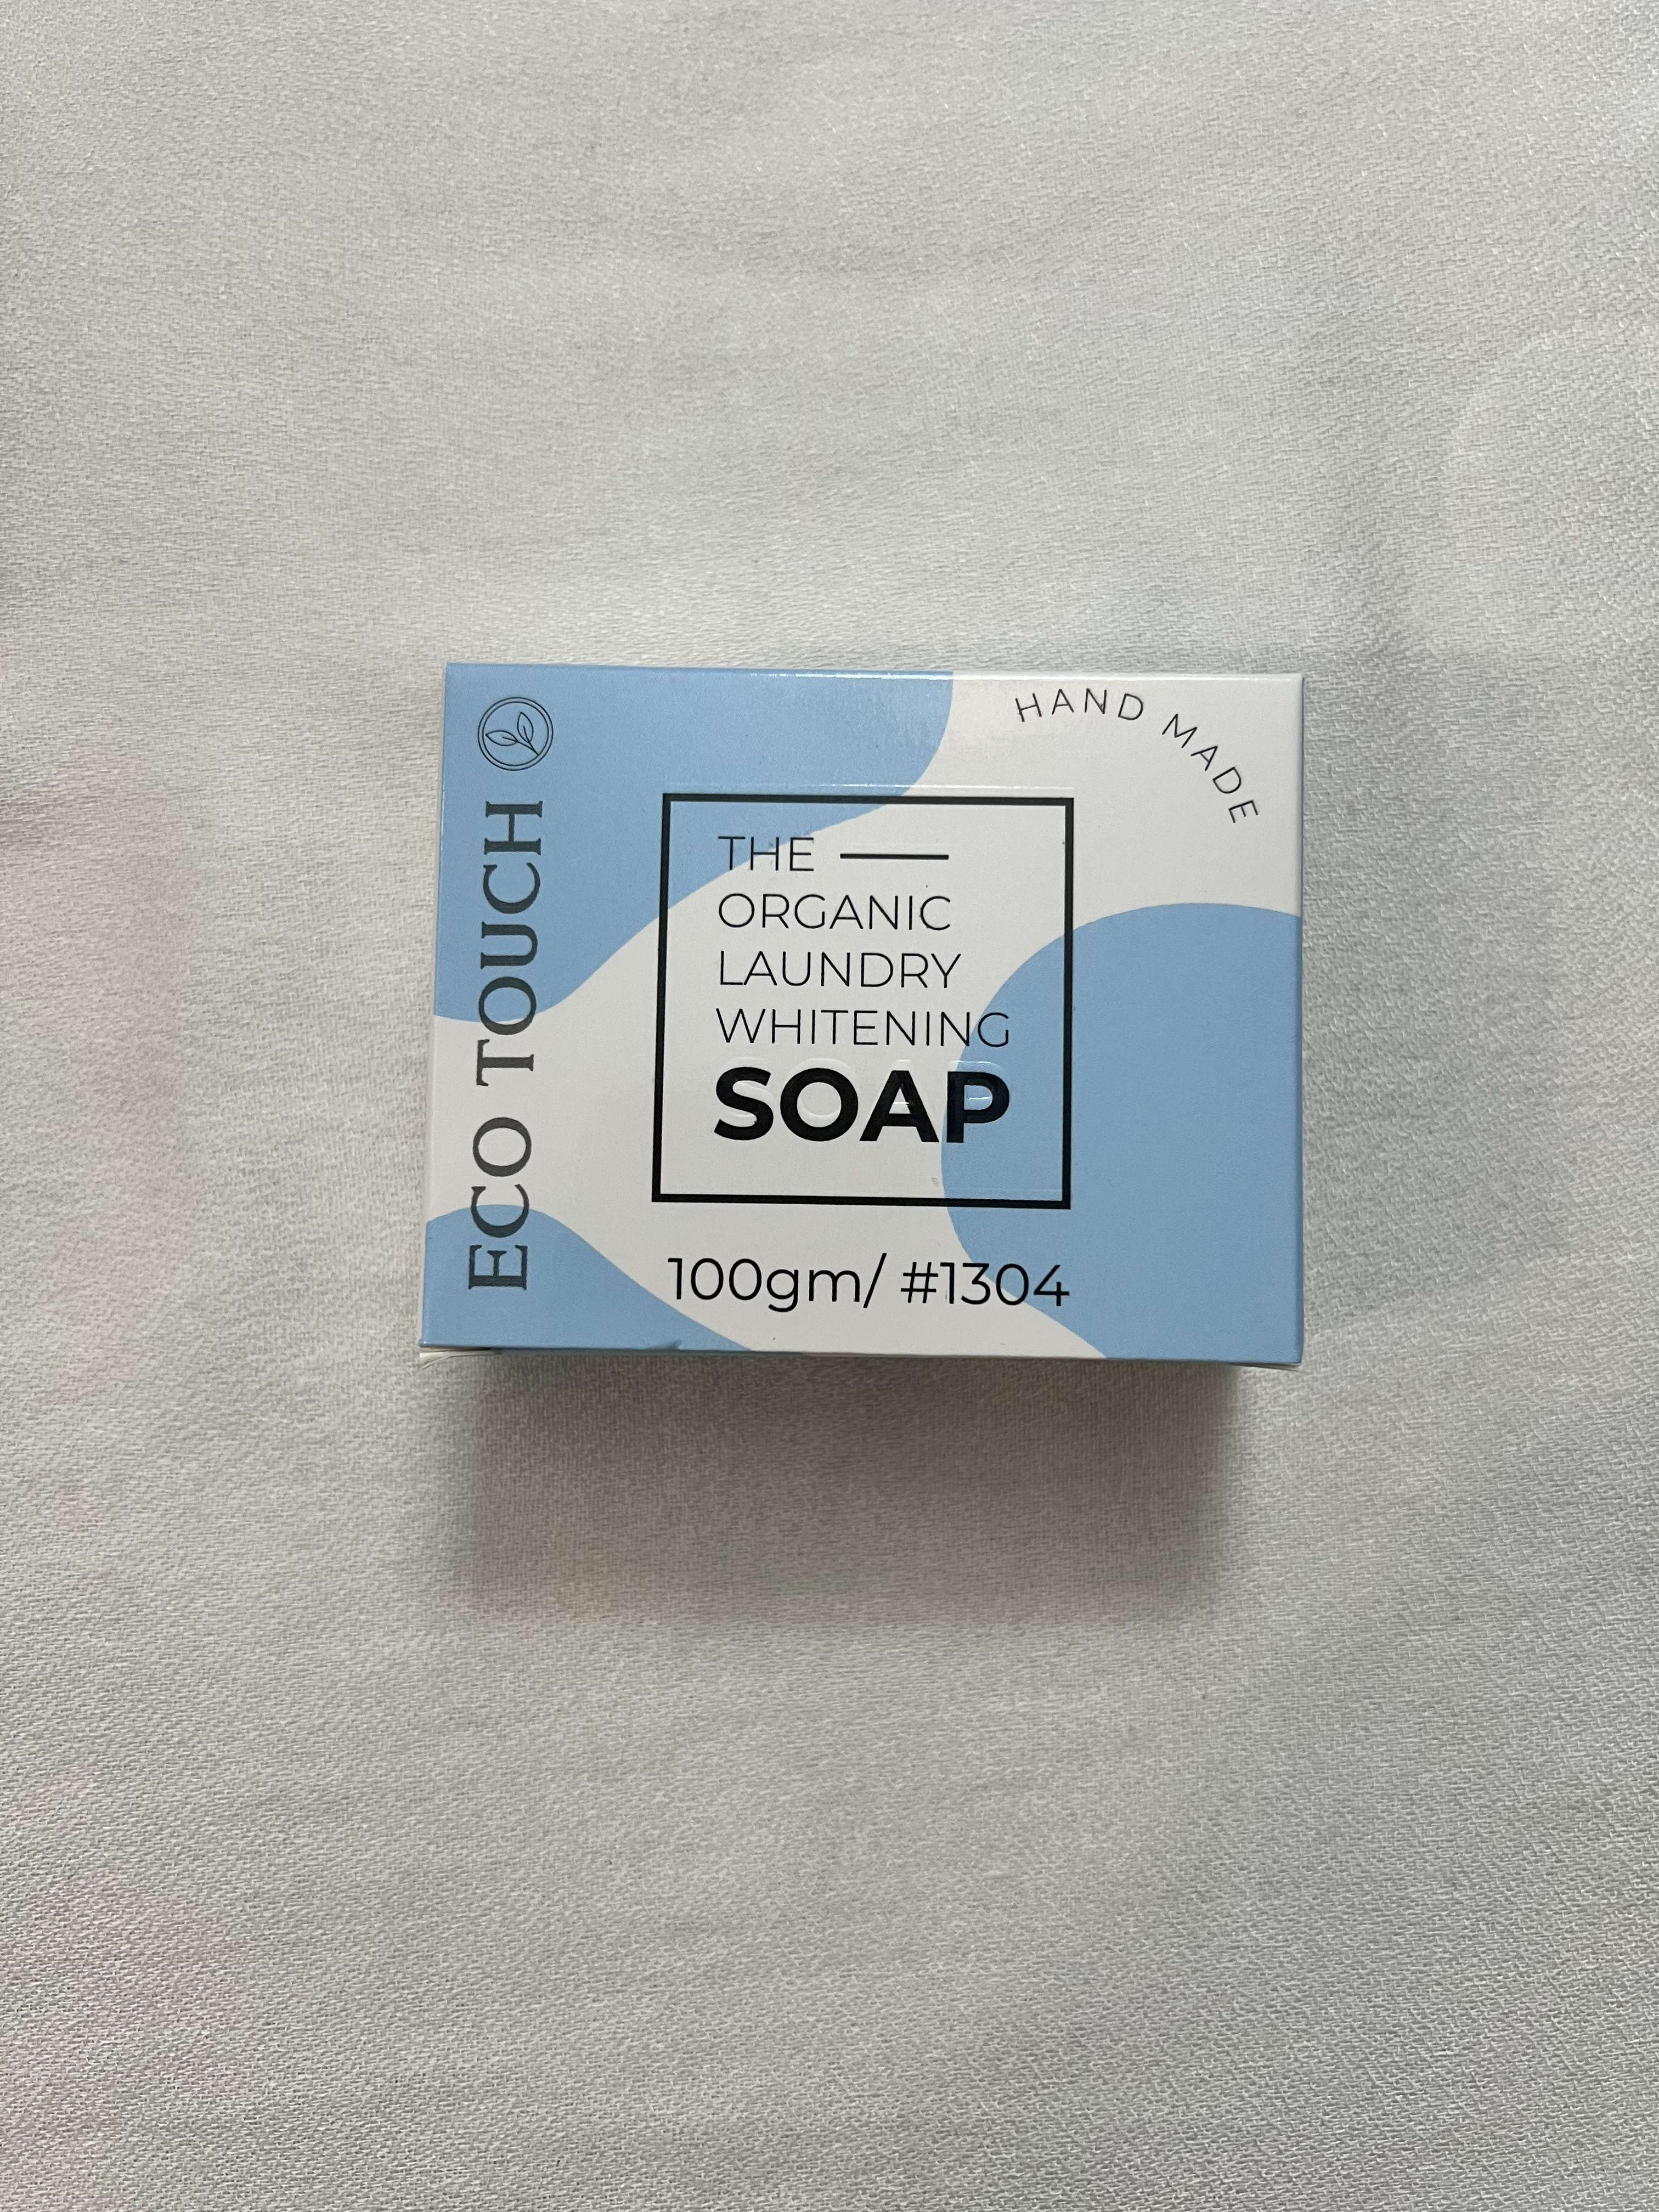 ECO TOUCH
HAND MADE
THE
ORGANIC
LAUNDRY
WHITENING
SOAP
100gm/ #1304